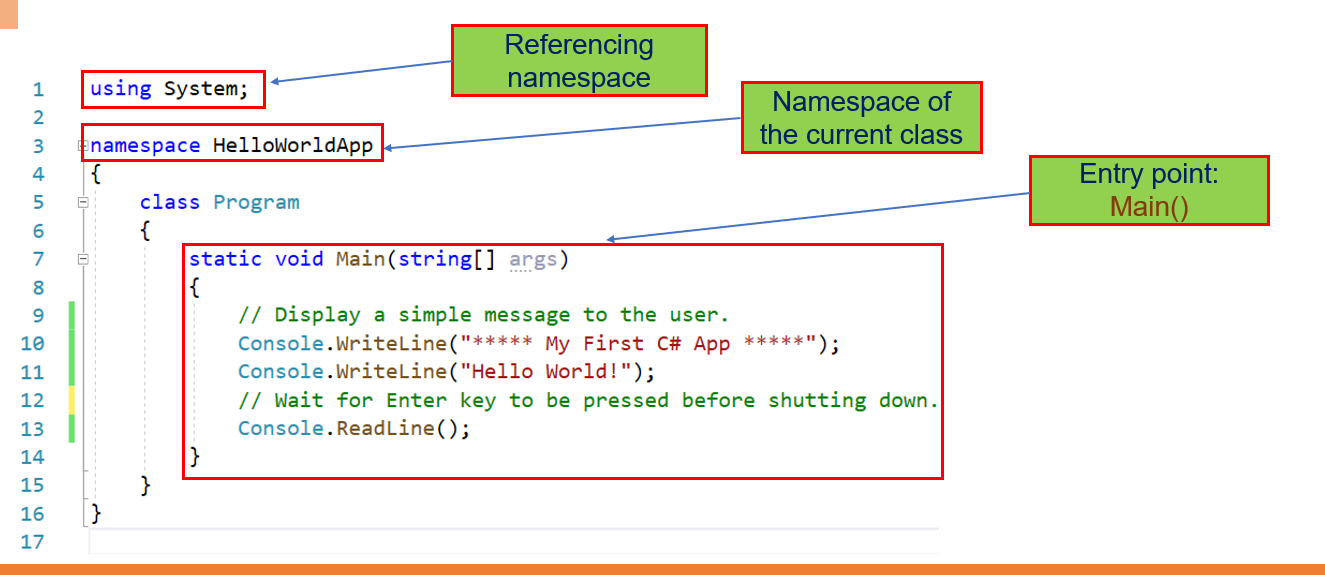 Referencing
namespace
Namespace of
the current class
Entry point:
Main()
1 using System;
2
3 namespace HelloWorldApp
4 {
5 class Program
6 {
7 static void Main(string[] args)
8 {
9 // Display a simple message to the user.
10 Console.WriteLine("***** My First C# App *****");
11 Console.WriteLine("Hello World!");
12 // Wait for Enter key to be pressed before shutting down.
13 Console.ReadLine();
14 }
15 }
16 }
17